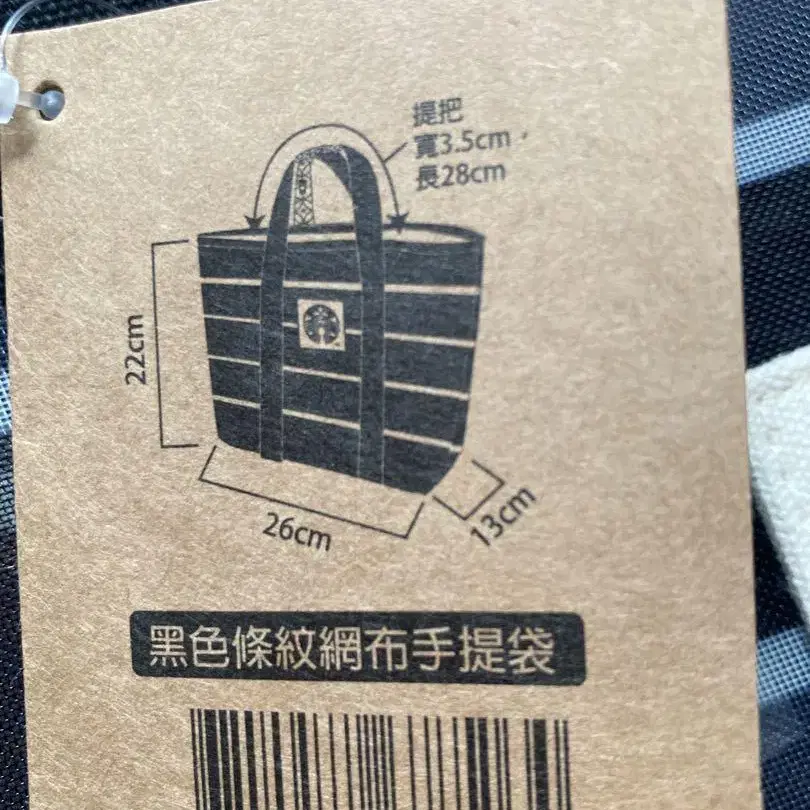 提把
寬3.5cm，
長28cm
22cm
26cm
13cm
黑色條紋網布手提袋